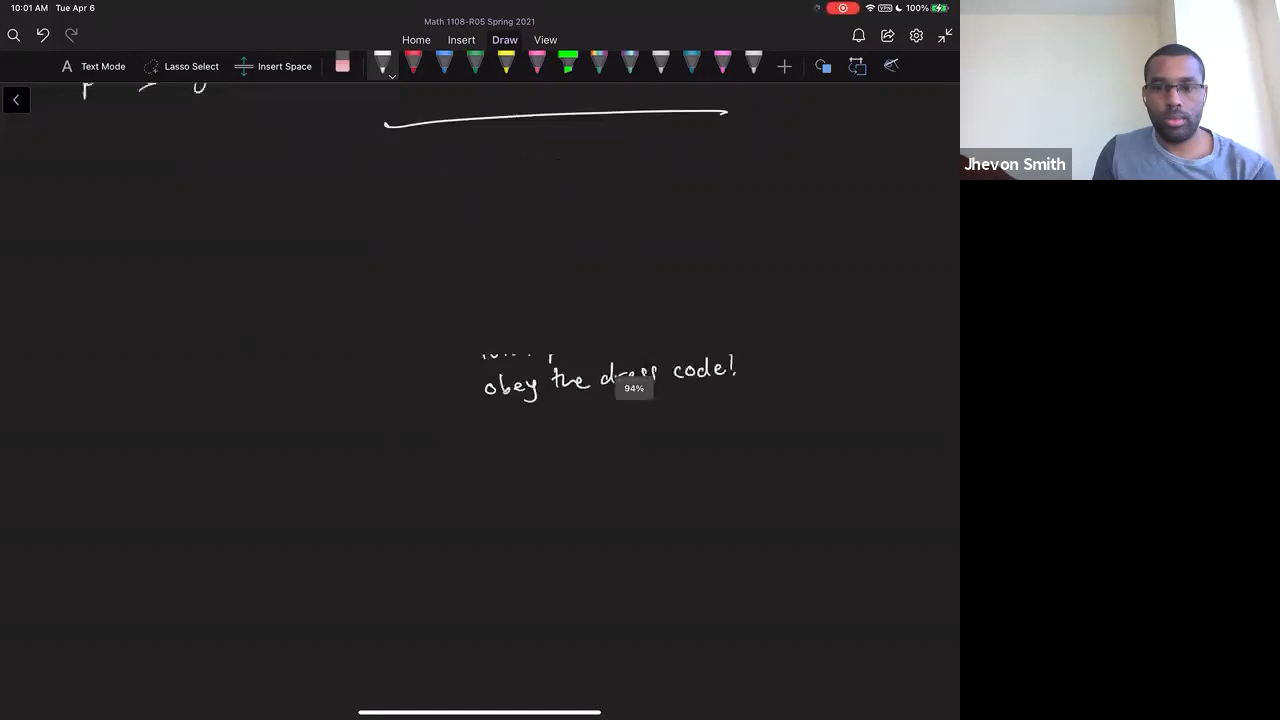 10:01 AM Tue Apr 6
VPN 100%
Math 1108-R05 Spring 2021
Home Insert Draw View
Text Mode Lasso Select Insert Space
obey the dress code!
94%
Jhevon Smith